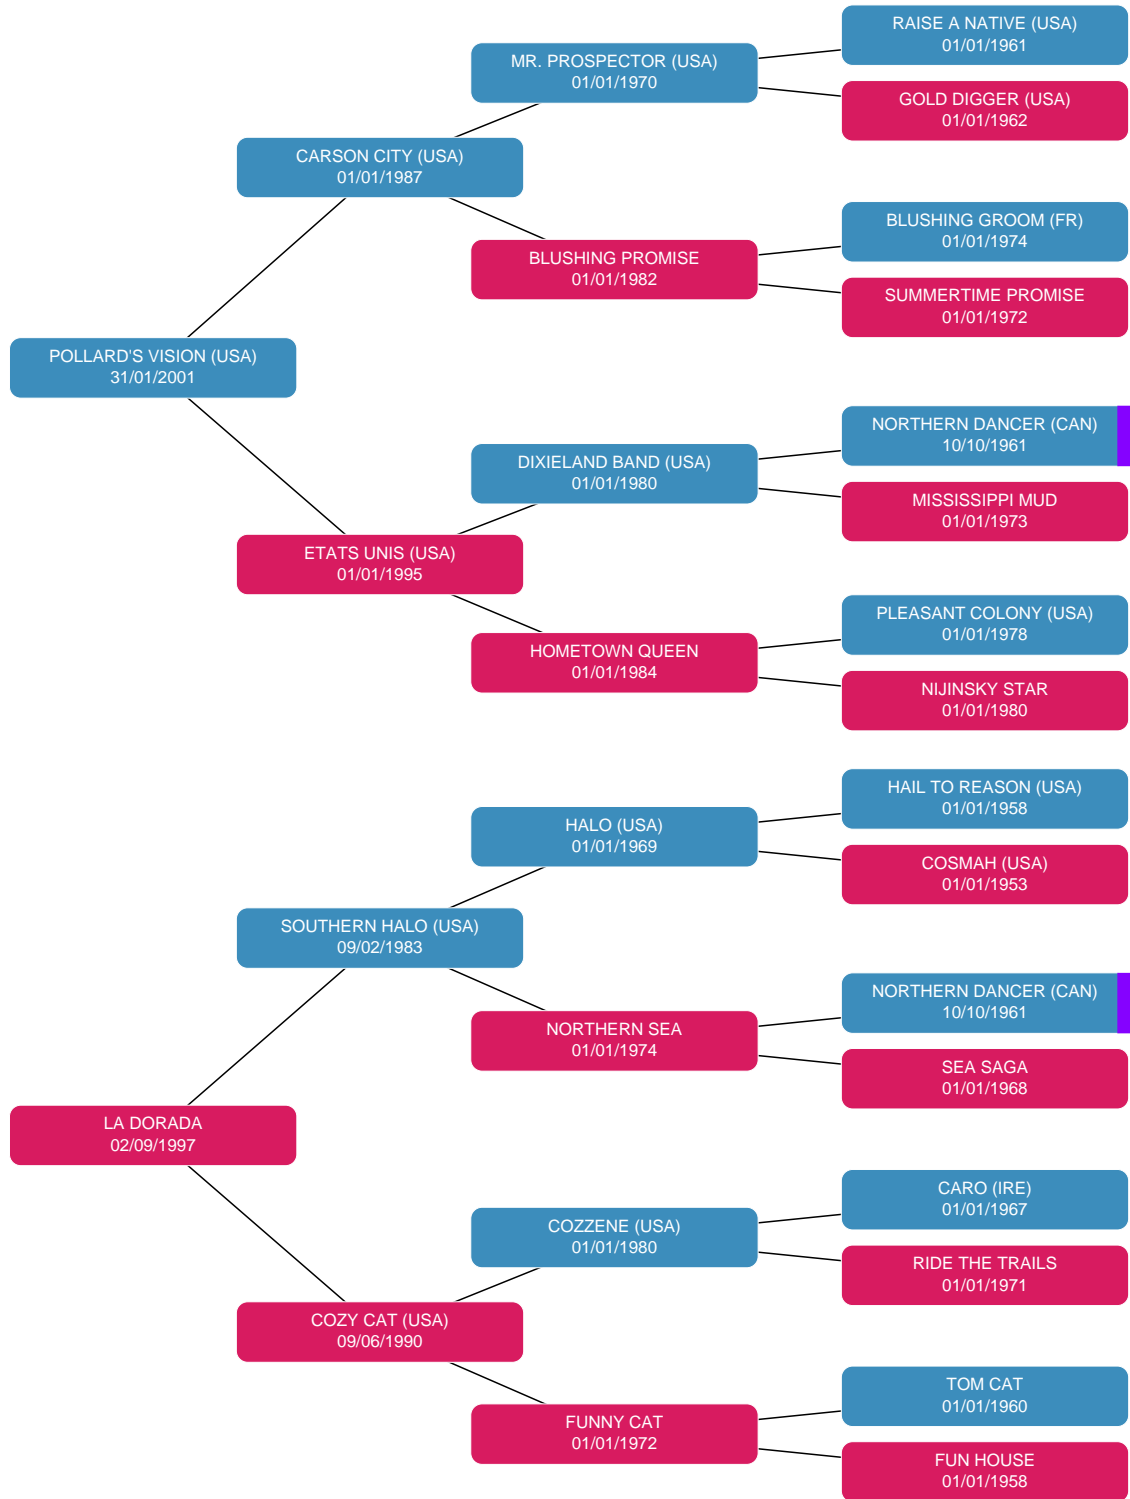 RAISE A NATIVE (USA)
01/01/1961
MR. PROSPECTOR (USA)
01/01/1970
GOLD DIGGER (USA)
01/01/1962
CARSON CITY (USA)
01/01/1987
BLUSHING GROOM (FR)
01/01/1974
BLUSHING PROMISE
01/01/1982
SUMMERTIME PROMISE
01/01/1972
POLLARD'S VISION (USA)
31/01/2001
NORTHERN DANCER (CAN)
10/10/1961
DIXIELAND BAND (USA)
01/01/1980
MISSISSIPPI MUD
01/01/1973
ETATS UNIS (USA)
01/01/1995
PLEASANT COLONY (USA)
01/01/1978
HOMETOWN QUEEN
01/01/1984
NIJINSKY STAR
01/01/1980
HAIL TO REASON (USA)
01/01/1958
HALO (USA)
01/01/1969
COSMAH (USA)
01/01/1953
SOUTHERN HALO (USA)
09/02/1983
NORTHERN DANCER (CAN)
10/10/1961
NORTHERN SEA
01/01/1974
SEA SAGA
01/01/1968
LA DORADA
02/09/1997
CARO (IRE)
01/01/1967
COZZENE (USA)
01/01/1980
RIDE THE TRAILS
01/01/1971
COZY CAT (USA)
09/06/1990
TOM CAT
01/01/1960
FUNNY CAT
01/01/1972
FUN HOUSE
01/01/1958